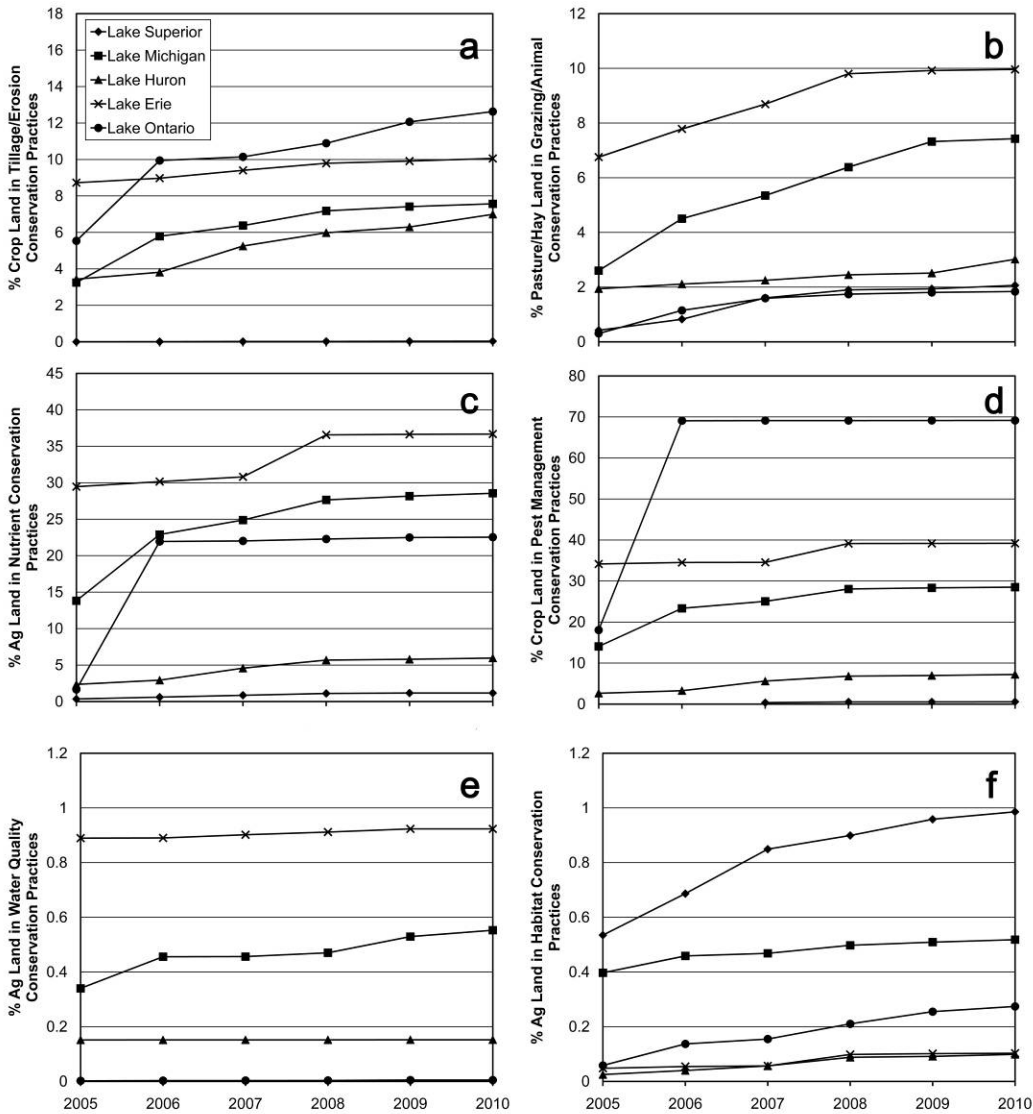 18
16
14
12
10
8
6
4
2
0
% Crop Land in Tillage/Erosion
Conservation Practices
Lake Superior
Lake Michigan
Lake Huron
Lake Erie
Lake Ontario
a
12
10
8
6
4
2
0
% Pasture/Hay Land in Grazing/Animal
Conservation Practices
b
45
40
35
30
25
20
15
10
5
0
% Ag Land in Nutrient Conservation
Practices
c
80
70
60
50
40
30
20
10
0
% Crop Land in Pest Management
Conservation Practices
d
1.2
1
0.8
0.6
0.4
0.2
0
% Ag Land in Water Quality
Conservation Practices
e
2005 2006 2007 2008 2009 2010
1.2
1
0.8
0.6
0.4
0.2
0
% Ag Land in Habitat Conservation
Practices
f
2005 2006 2007 2008 2009 2010